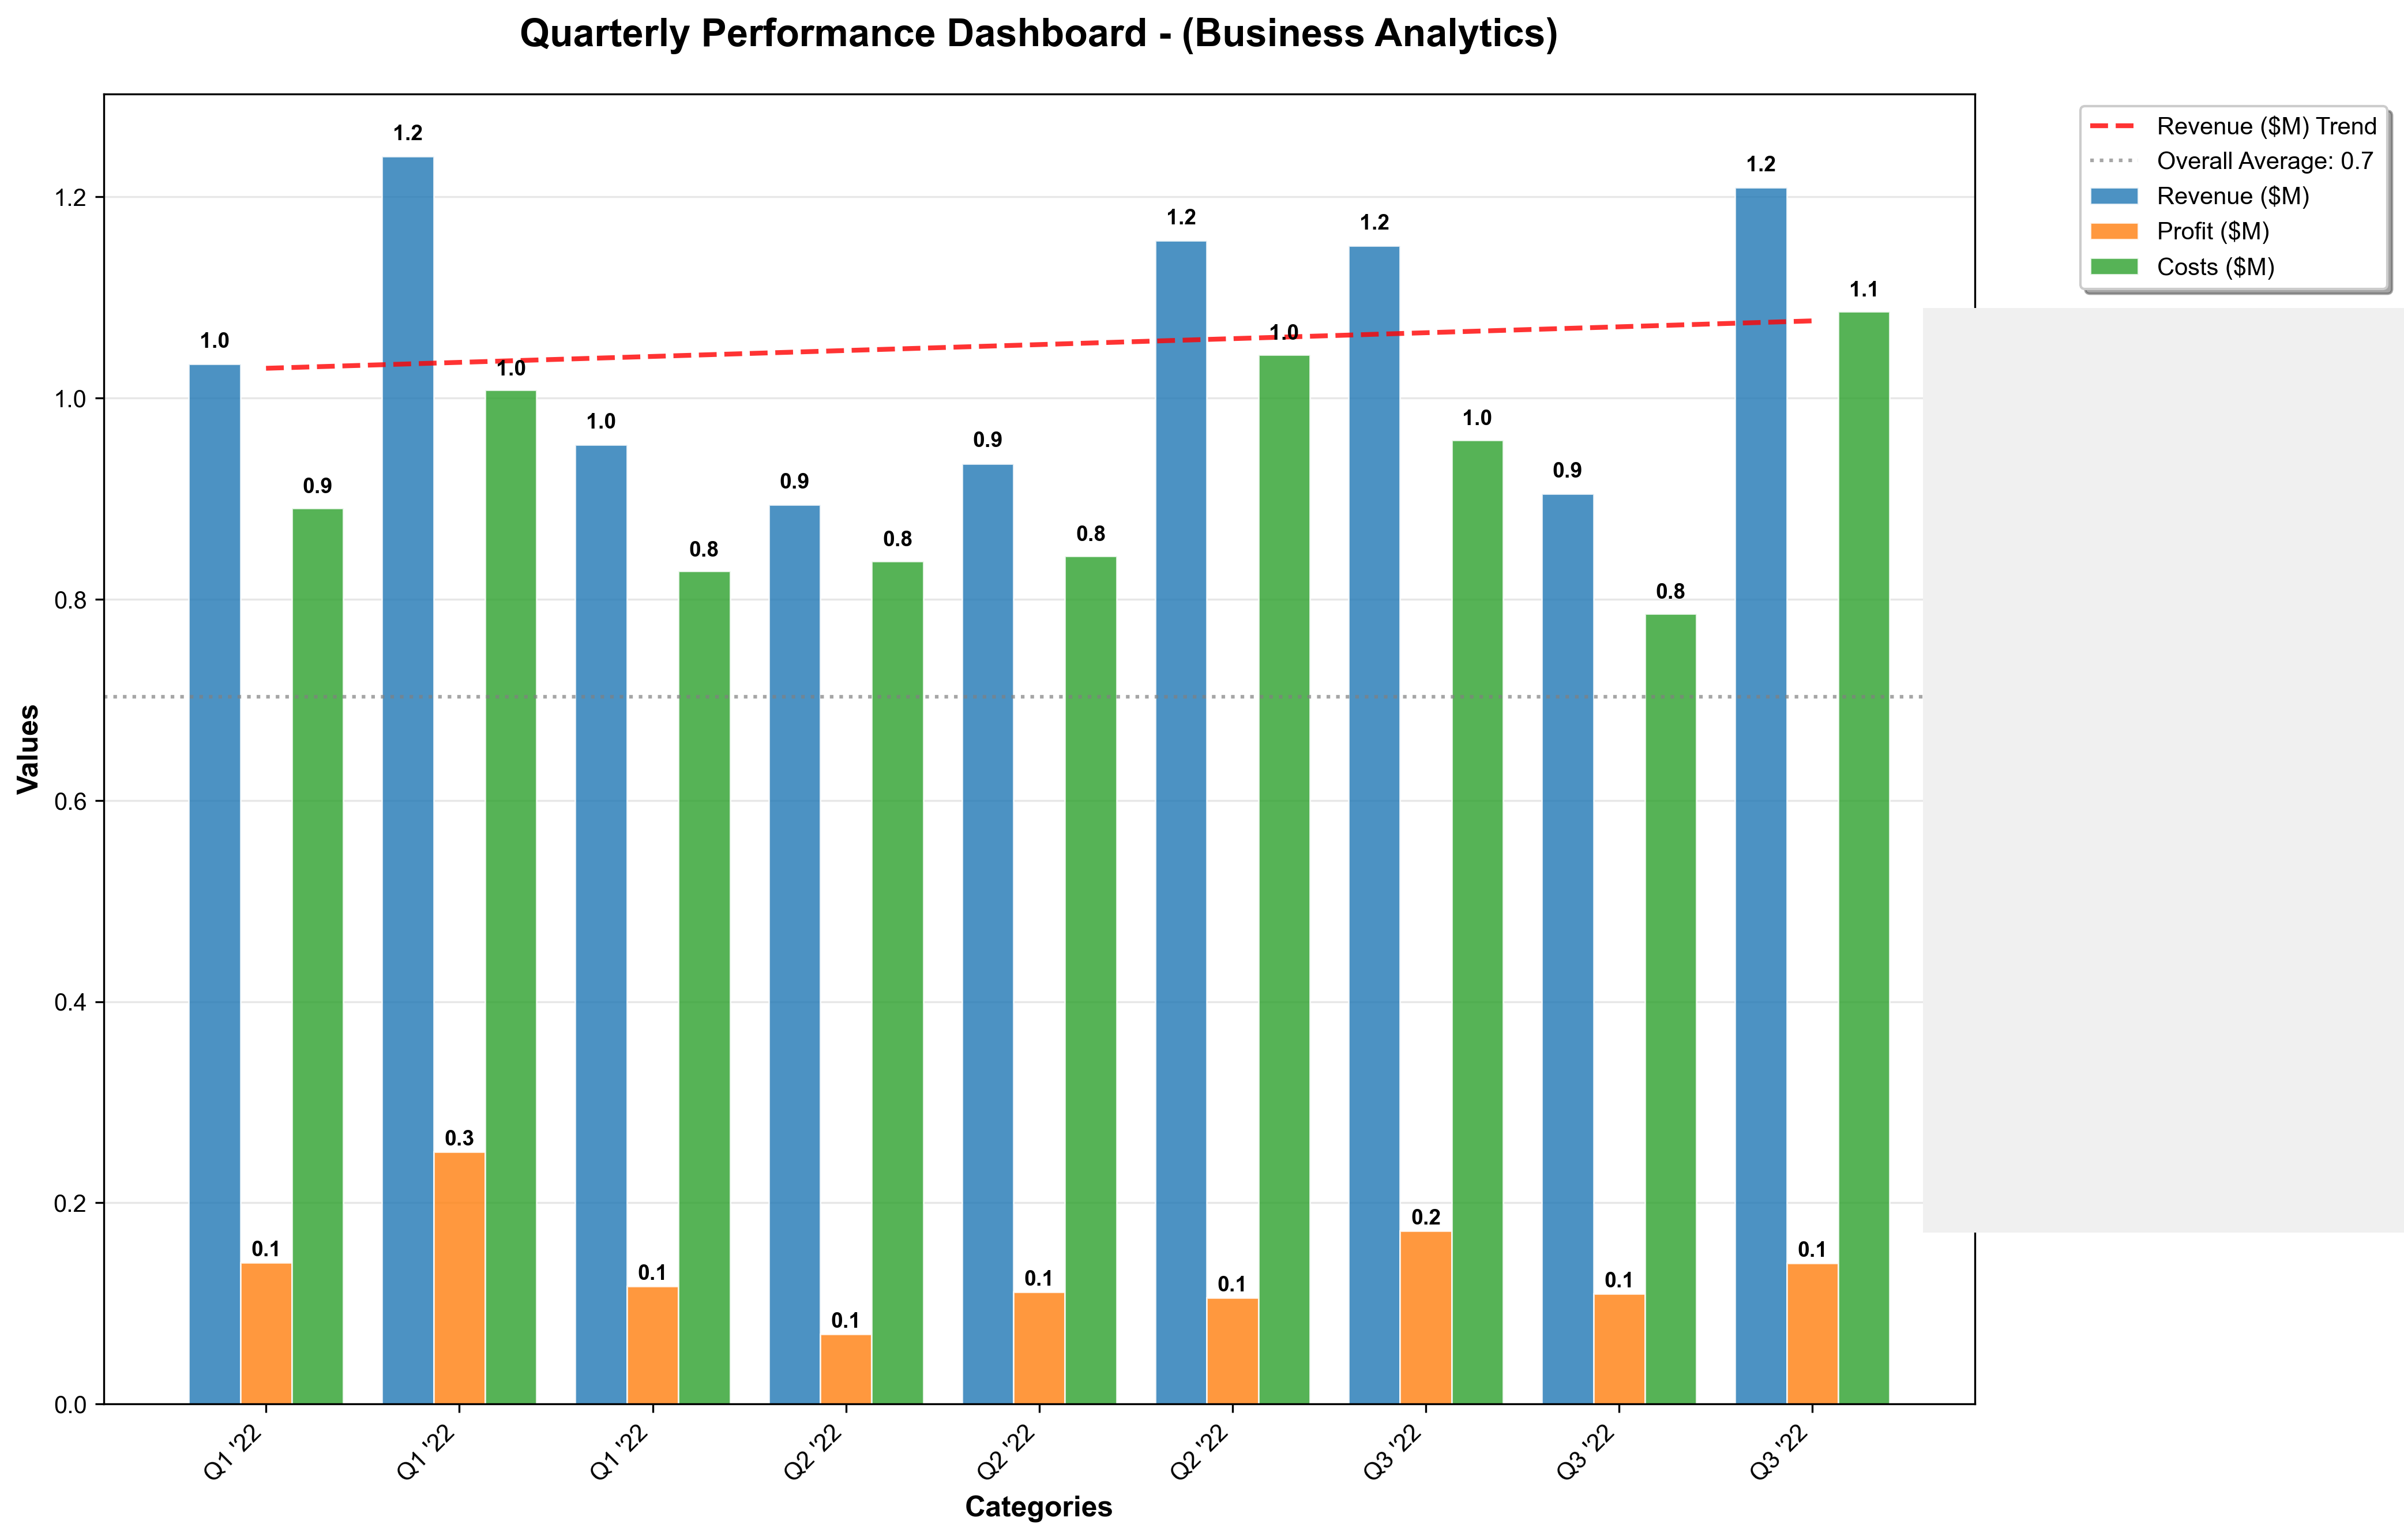 Quarterly Performance Dashboard - (Business Analytics)
Revenue ($M) Trend
Overall Average: 0.7
Revenue ($M)
Profit ($M)
Costs ($M)
Values
1.2
1.0
0.8
0.6
0.4
0.2
0.0
1.0
0.1
0.9
1.2
0.3
1.0
1.0
0.1
0.8
0.9
0.1
0.8
0.9
0.1
0.8
1.2
0.1
1.0
1.2
0.2
1.0
0.9
0.1
0.8
1.2
0.1
1.1
Q1 '22
Q1 '22
Q1 '22
Q2 '22
Q2 '22
Q2 '22
Q3 '22
Q3 '22
Q3 '22
Categories